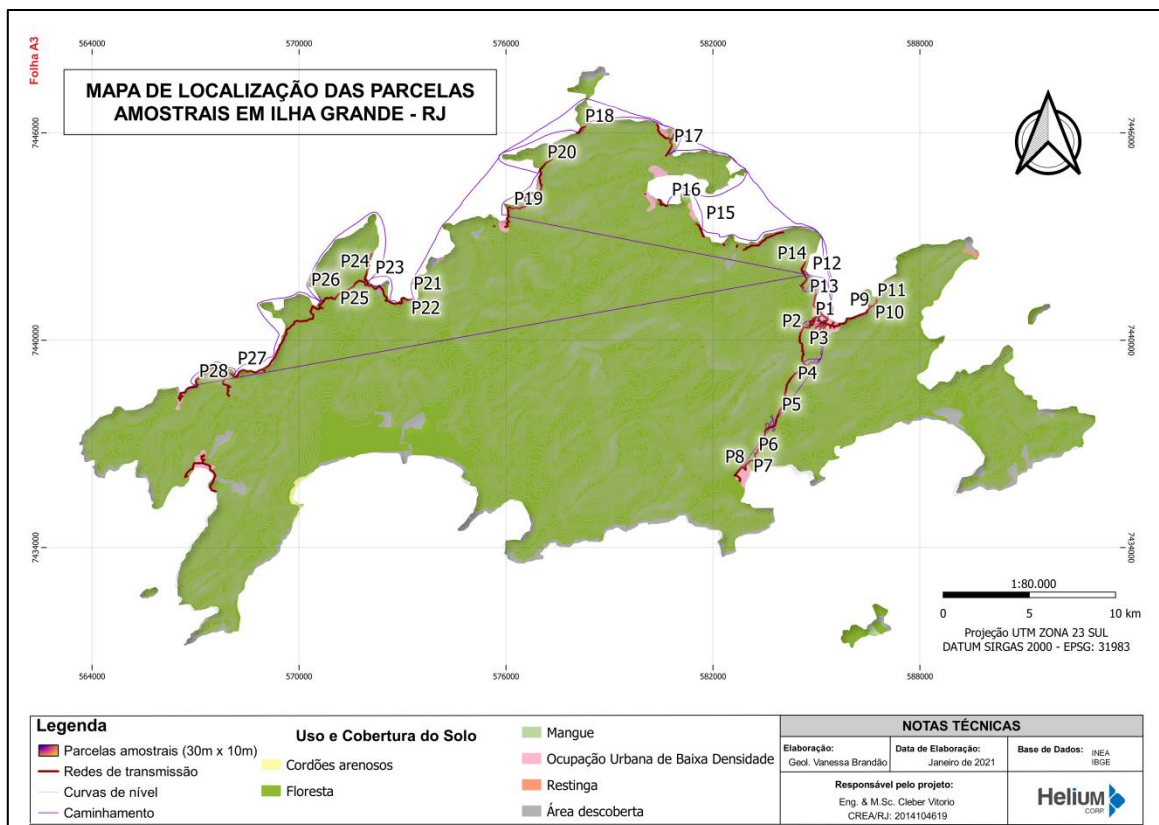 Folha A3
564000
570000
576000
582000
588000
MAPA DE LOCALIZAÇÃO DAS PARCELAS
AMOSTRAIS EM ILHA GRANDE - RJ
7446000
7446000
P18
P17
P20
P16
P19
P15
P24
P23
P14
P12
P26
P25
P21
P22
P13
P9
P11
P10
P1
P2
P3
7440000
7440000
P28
P27
P4
P5
P6
P8
P7
7434000
7434000
1:80.000
0
5
10 km
Projeção UTM ZONA 23 SUL
DATUM SIRGAS 2000 - EPSG: 31983
564000
570000
576000
582000
588000
Legenda
Parcelas amostrais (30m x 10m)
Redes de transmissão
Curvas de nível
Caminhamento
Uso e Cobertura do Solo
Cordões arenosos
Floresta
Mangue
Ocupação Urbana de Baixa Densidade
Restinga
Área descoberta
NOTAS TÉCNICAS
Elaboração:
Geol. Vanessa Brandão
Data de Elaboração:
Janeiro de 2021
Base de Dados:
INEA
IBGE
Responsável pelo projeto:
Eng. & M.Sc. Cleber Vitorio
CREA/RJ: 2014104619
Helium
CORP.